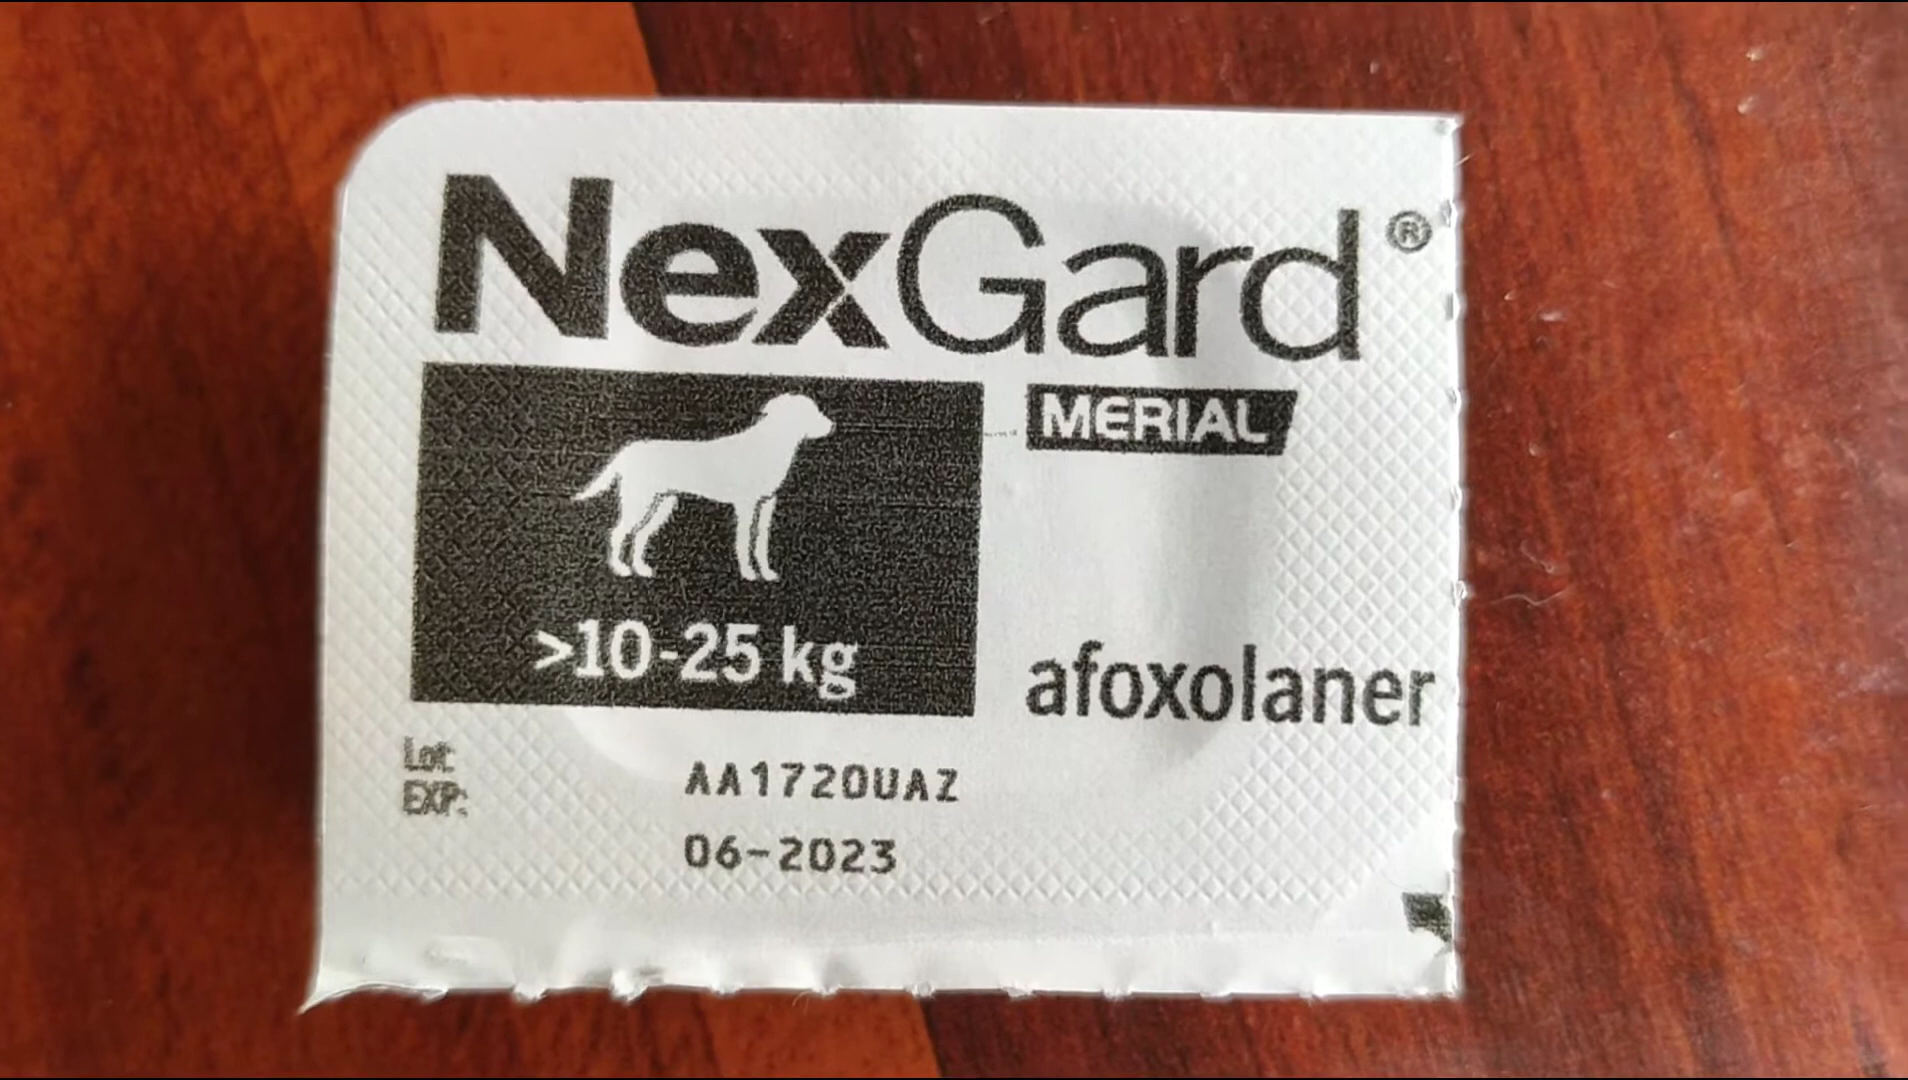 NexGard®
MERIAL
>10-25 kg
afoxolaner
Lot: AA1720UAZ
EXP: 06-2023